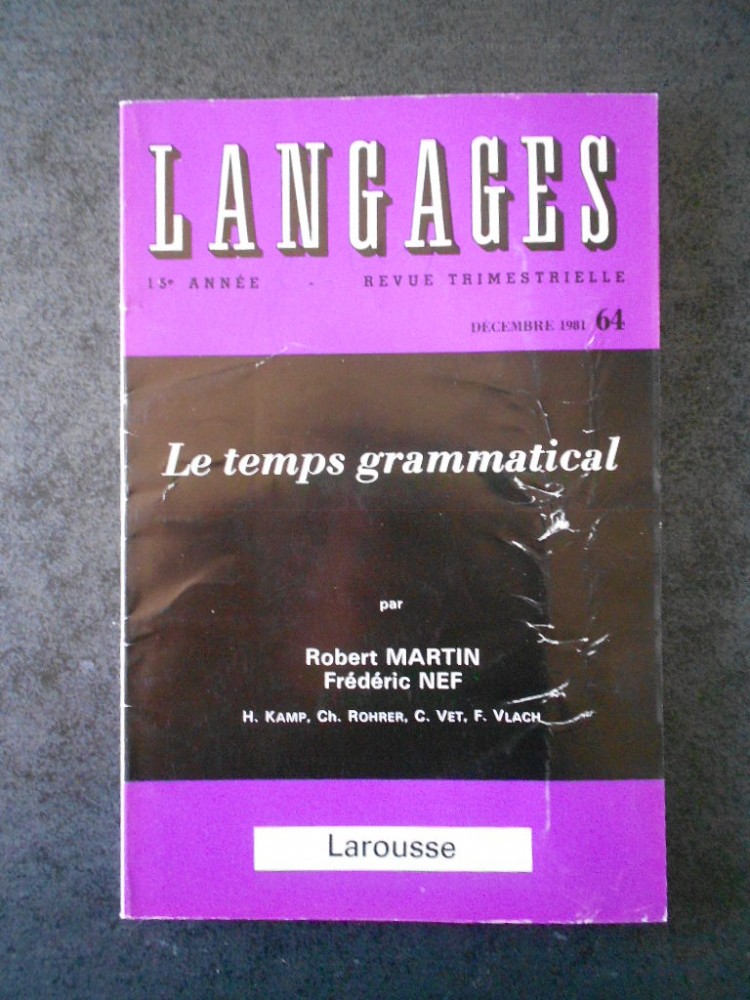 LANGAGES
15e ANNÉE - REVUE TRIMESTRIELLE
DÉCEMBRE 1981 64
Le temps grammatical
par
Robert MARTIN
Frédéric NEF
H. KAMP, Ch. ROHRER, C. VET, F. VLACH
Larousse